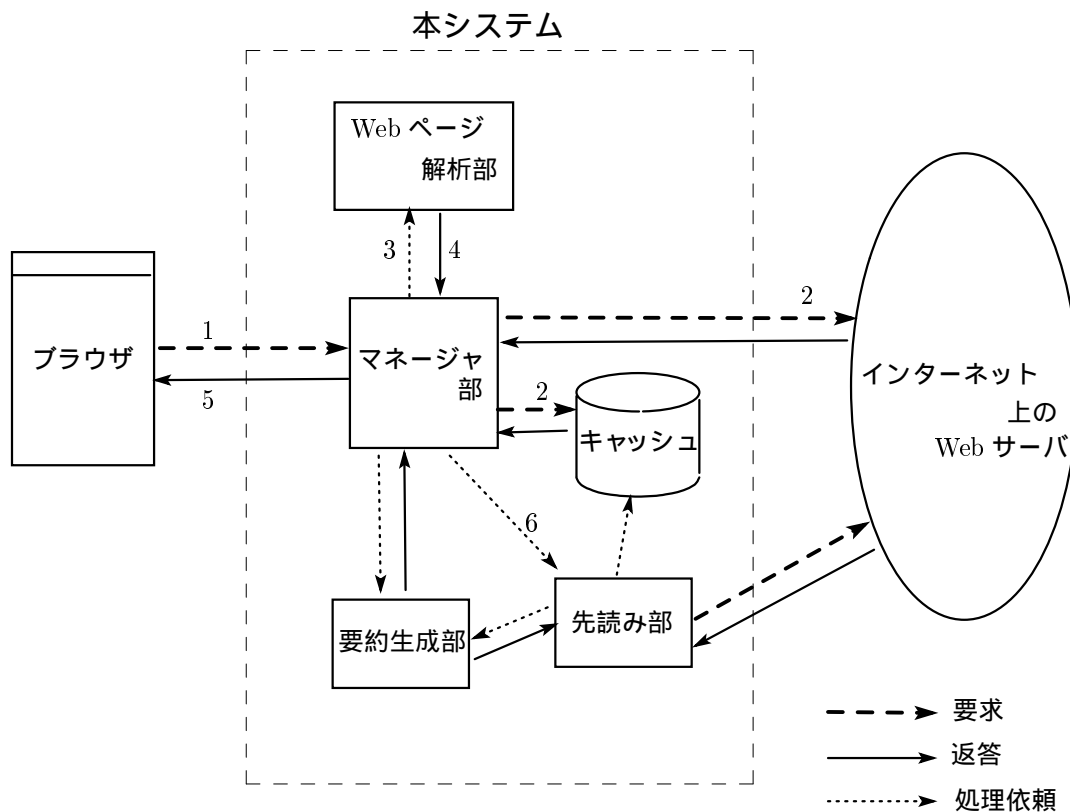 本システム
Web ページ
解析部
3
4
2
1
ブラウザ
マネージャ
部
5
2
キャッシュ
インターネット
上の
Web サーバ
6
要約生成部
先読み部
要求
返答
処理依頼